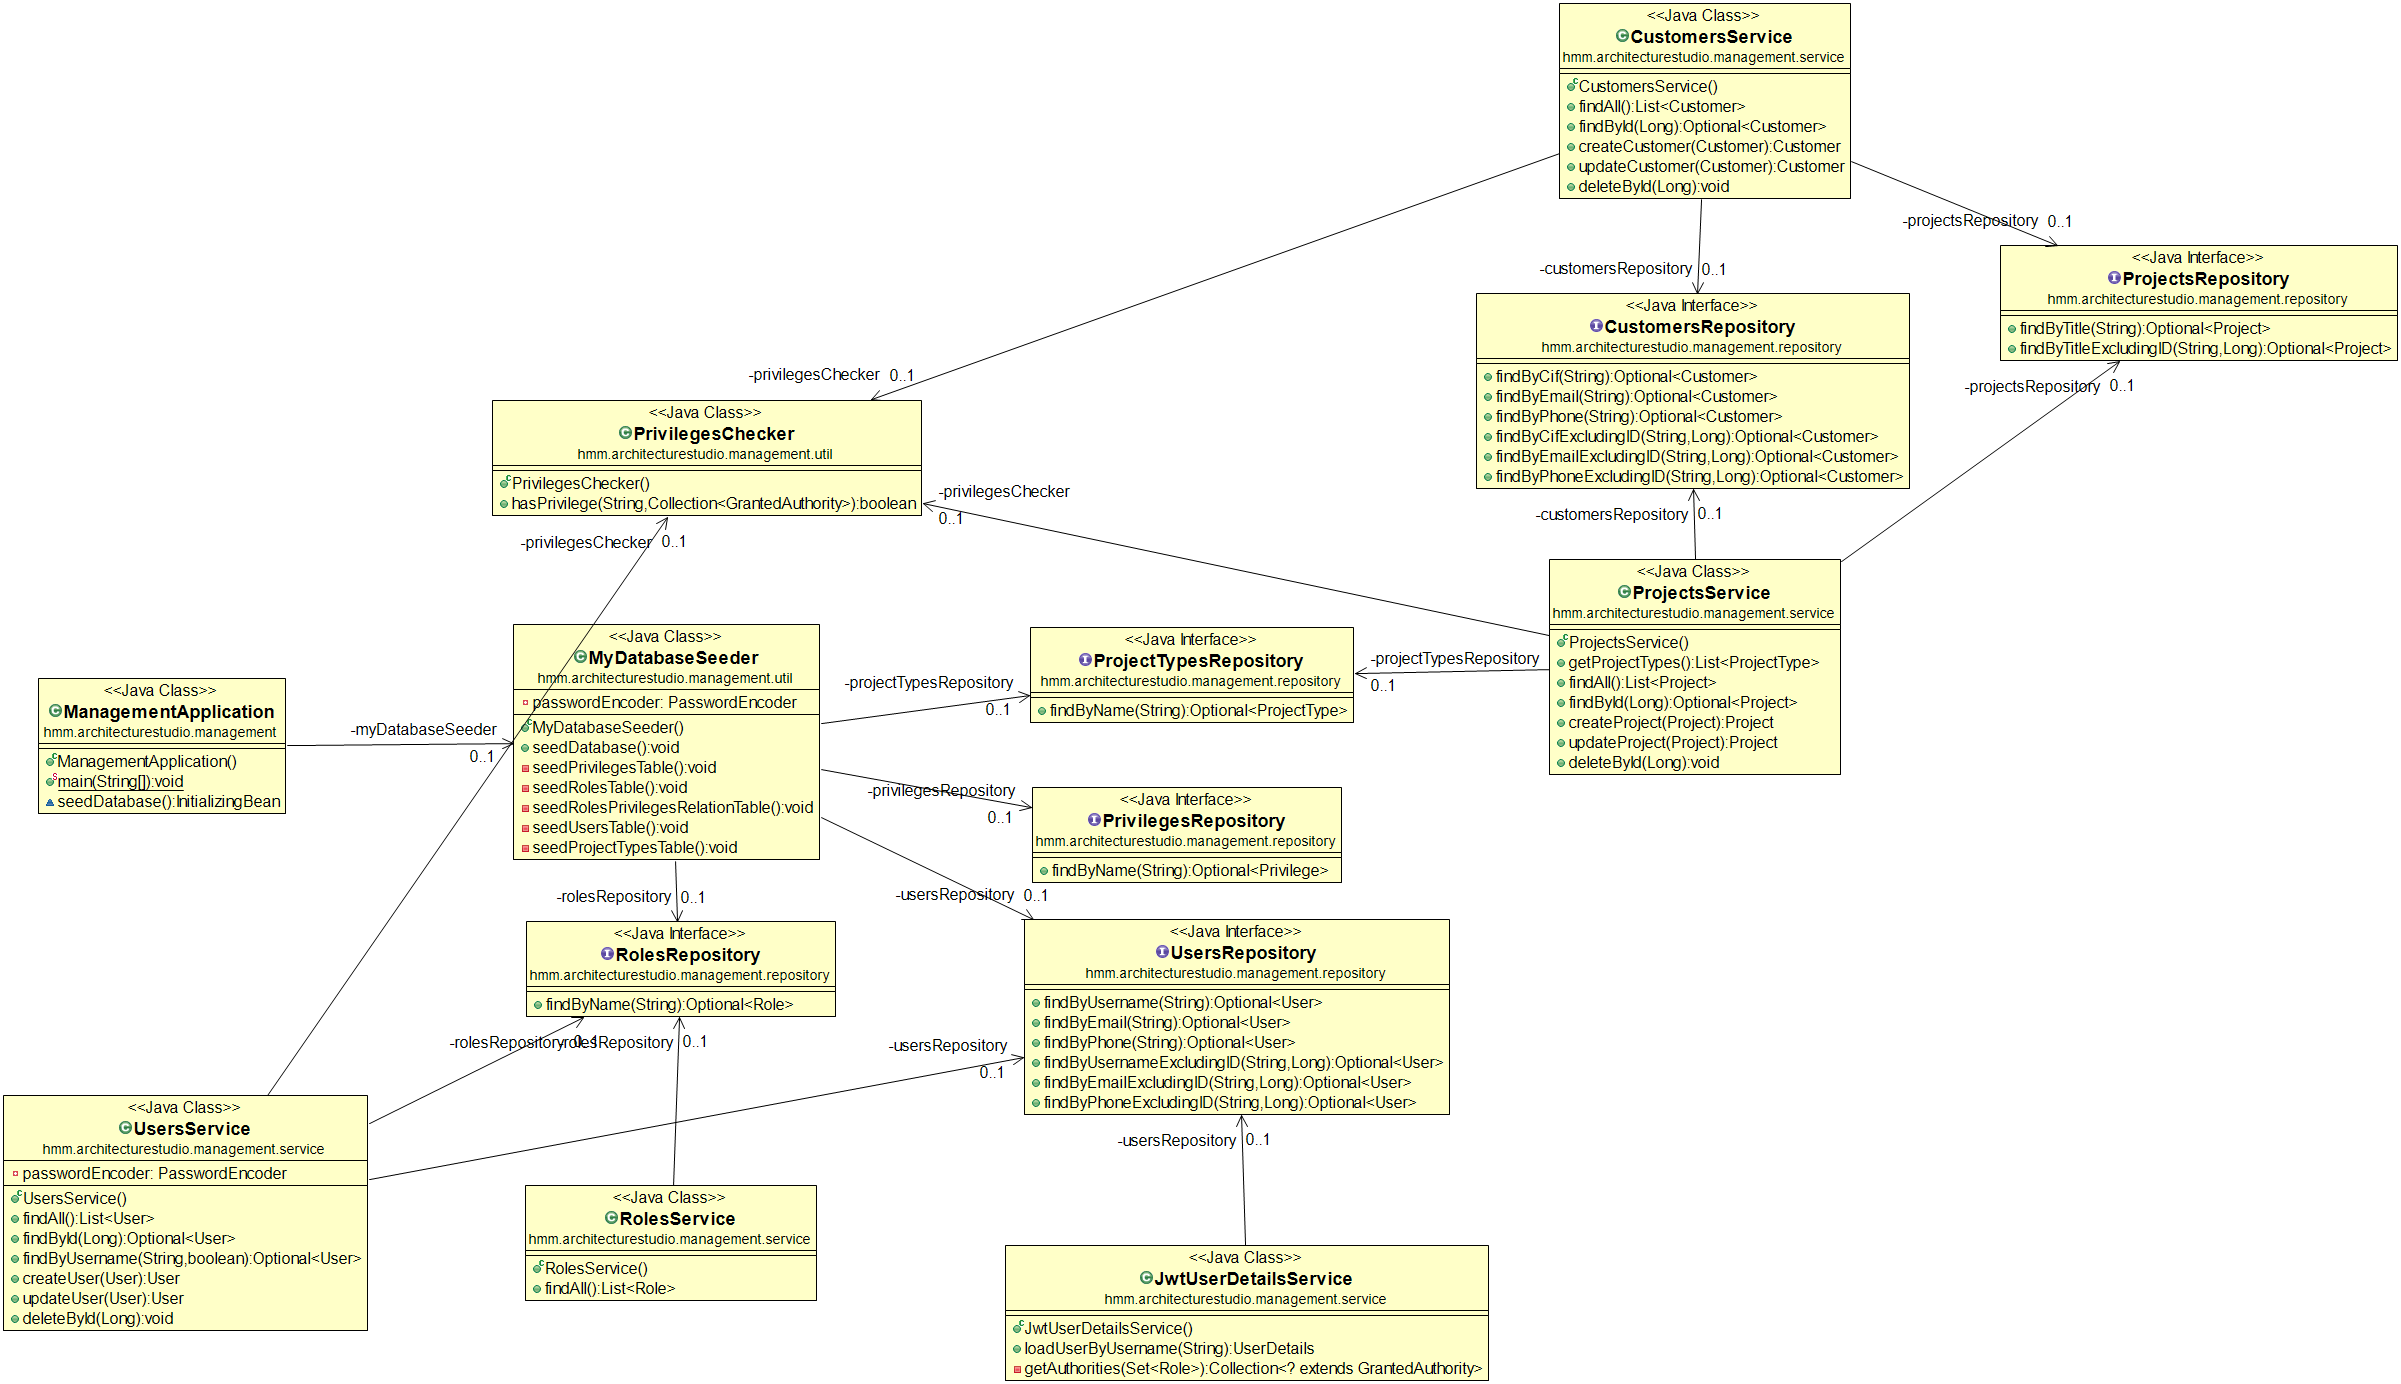 <<Java Class>>
CustomersService
hmm.architecturestudio.management.service
CustomersService()
findAll():List<Customer>
findById(Long):Optional<Customer>
createCustomer(Customer):Customer
updateCustomer(Customer):Customer
deleteById(Long):void
-projectsRepository 0..1
-customersRepository 0..1
-privilegesChecker 0..1
<<Java Interface>>
ProjectsRepository
hmm.architecturestudio.management.repository
findByTitle(String):Optional<Project>
findByTitleExcludingID(String,Long):Optional<Project>
-projectsRepository 0..1
<<Java Interface>>
CustomersRepository
hmm.architecturestudio.management.repository
findByCif(String):Optional<Customer>
findByEmail(String):Optional<Customer>
findByPhone(String):Optional<Customer>
findByCifExcludingID(String,Long):Optional<Customer>
findByEmailExcludingID(String,Long):Optional<Customer>
findByPhoneExcludingID(String,Long):Optional<Customer>
-customersRepository 0..1
<<Java Class>>
PrivilegesChecker
hmm.architecturestudio.management.util
PrivilegesChecker()
hasPrivilege(String,Collection<GrantedAuthority>):boolean
-privilegesChecker
0..1
-privilegesChecker 0..1
<<Java Class>>
ProjectsService
hmm.architecturestudio.management.service
ProjectsService()
getProjectTypes():List<ProjectType>
findAll():List<Project>
findById(Long):Optional<Project>
createProject(Project):Project
updateProject(Project):Project
deleteById(Long):void
-projectTypesRepository
0..1
<<Java Interface>>
ProjectTypesRepository
hmm.architecturestudio.management.repository
findByName(String):Optional<ProjectType>
<<Java Class>>
MyDatabaseSeeder
hmm.architecturestudio.management.util
passwordEncoder: PasswordEncoder
MyDatabaseSeeder()
seedDatabase():void
seedPrivilegesTable():void
seedRolesTable():void
seedRolesPrivilegesRelationTable():void
seedUsersTable():void
seedProjectTypesTable():void
-projectTypesRepository
0..1
-privilegesRepository
0..1
-usersRepository 0..1
-rolesRepository 0..1
<<Java Class>>
ManagementApplication
hmm.architecturestudio.management
ManagementApplication()
main(String[]):void
seedDatabase():InitializingBean
-myDatabaseSeeder
0..1
<<Java Interface>>
PrivilegesRepository
hmm.architecturestudio.management.repository
findByName(String):Optional<Privilege>
<<Java Interface>>
RolesRepository
hmm.architecturestudio.management.repository
findByName(String):Optional<Role>
<<Java Interface>>
UsersRepository
hmm.architecturestudio.management.repository
findByUsername(String):Optional<User>
findByEmail(String):Optional<User>
findByPhone(String):Optional<User>
findByUsernameExcludingID(String,Long):Optional<User>
findByEmailExcludingID(String,Long):Optional<User>
findByPhoneExcludingID(String,Long):Optional<User>
-rolesRepository 0..1
-rolesRepository 0..1
-usersRepository
0..1
-usersRepository 0..1
<<Java Class>>
UsersService
hmm.architecturestudio.management.service
passwordEncoder: PasswordEncoder
UsersService()
findAll():List<User>
findById(Long):Optional<User>
findByUsername(String,boolean):Optional<User>
createUser(User):User
updateUser(User):User
deleteById(Long):void
<<Java Class>>
RolesService
hmm.architecturestudio.management.service
RolesService()
findAll():List<Role>
<<Java Class>>
JwtUserDetailsService
hmm.architecturestudio.management.service
JwtUserDetailsService()
loadUserByUsername(String):UserDetails
getAuthorities(Set<Role>):Collection<? extends GrantedAuthority>